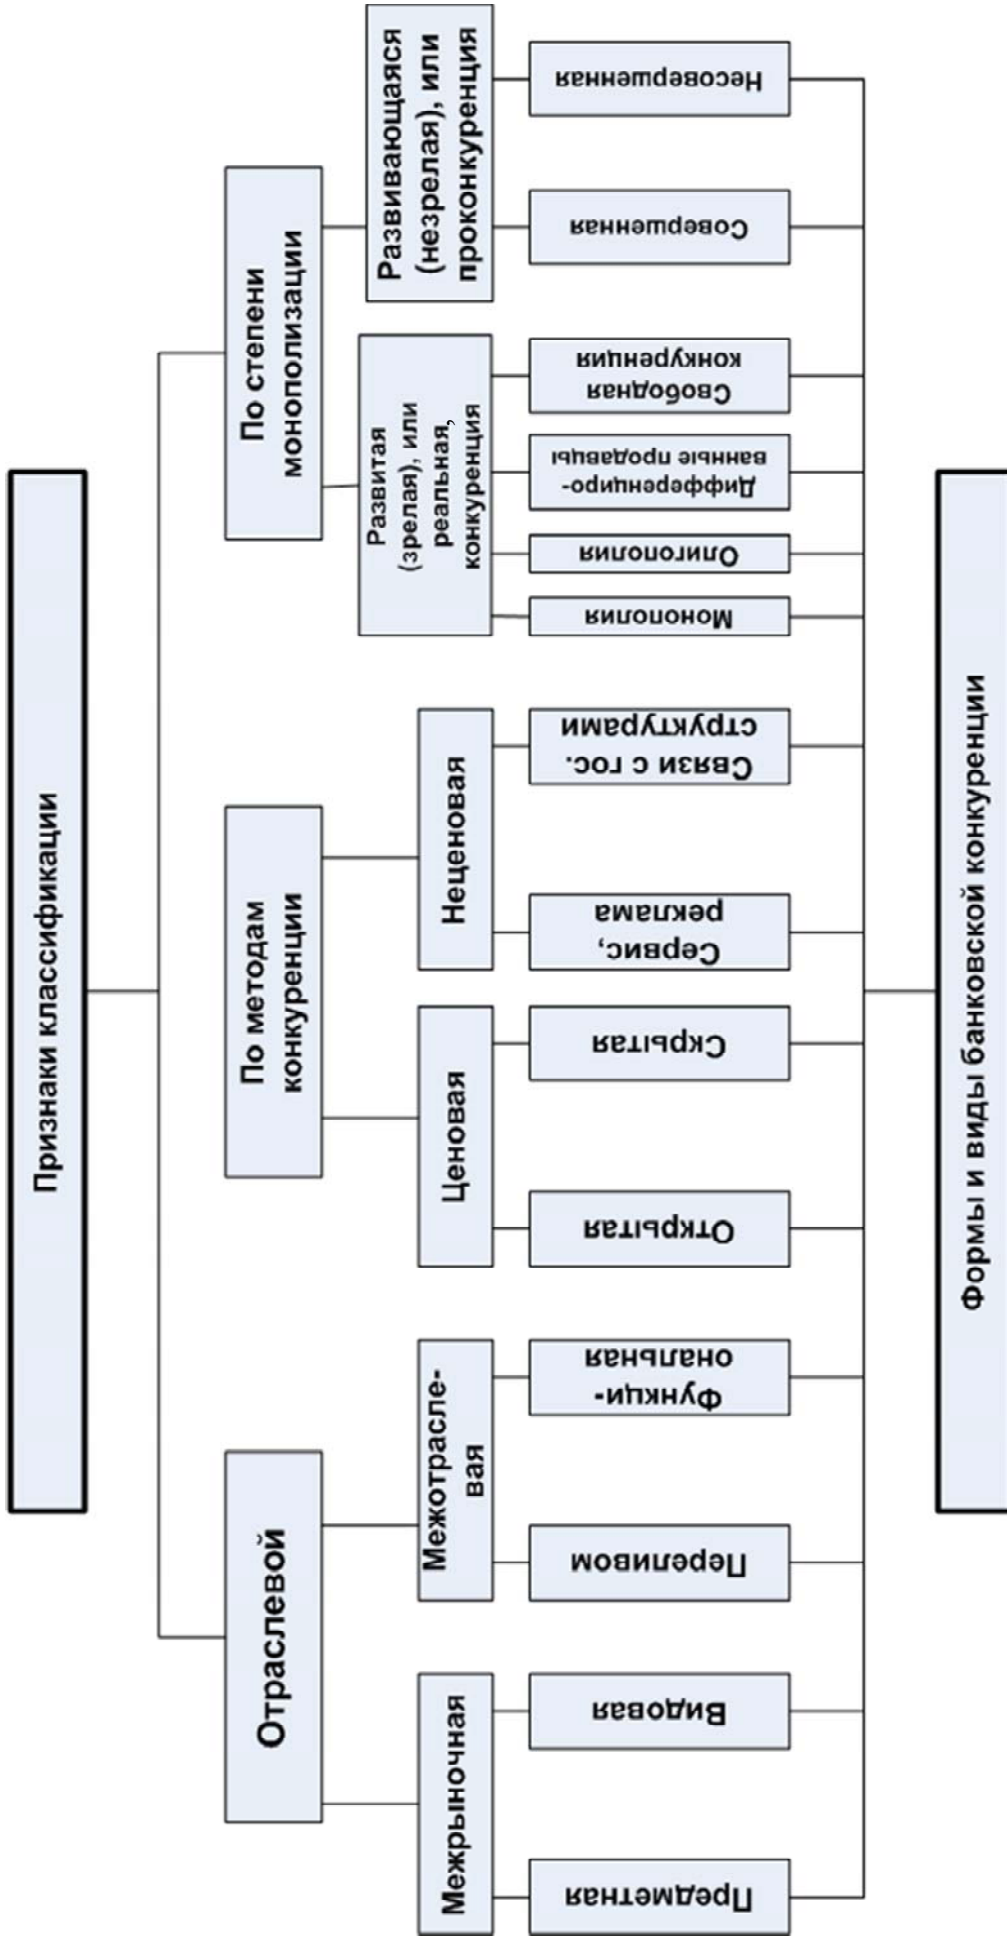 Признаки классификации
Отраслевой
По методам
конкуренции
По степени
монополизации
Межрыночная
Межотрасле-
вая
Ценовая
Неценовая
Развитая
(зрелая), или
реальная,
конкуренция
Развивающаяся
(незрелая), или
проконкуренция
Предметная
Видовая
Переливом
Функци-
ональная
Открытая
Скрытая
Сервис,
реклама
Связи с гос.
структурами
Монополия
Олигополия
Дифференциро-
ванные продавцы
Свободная
конкуренция
Совершенная
Несовершенная
Формы и виды банковской конкуренции